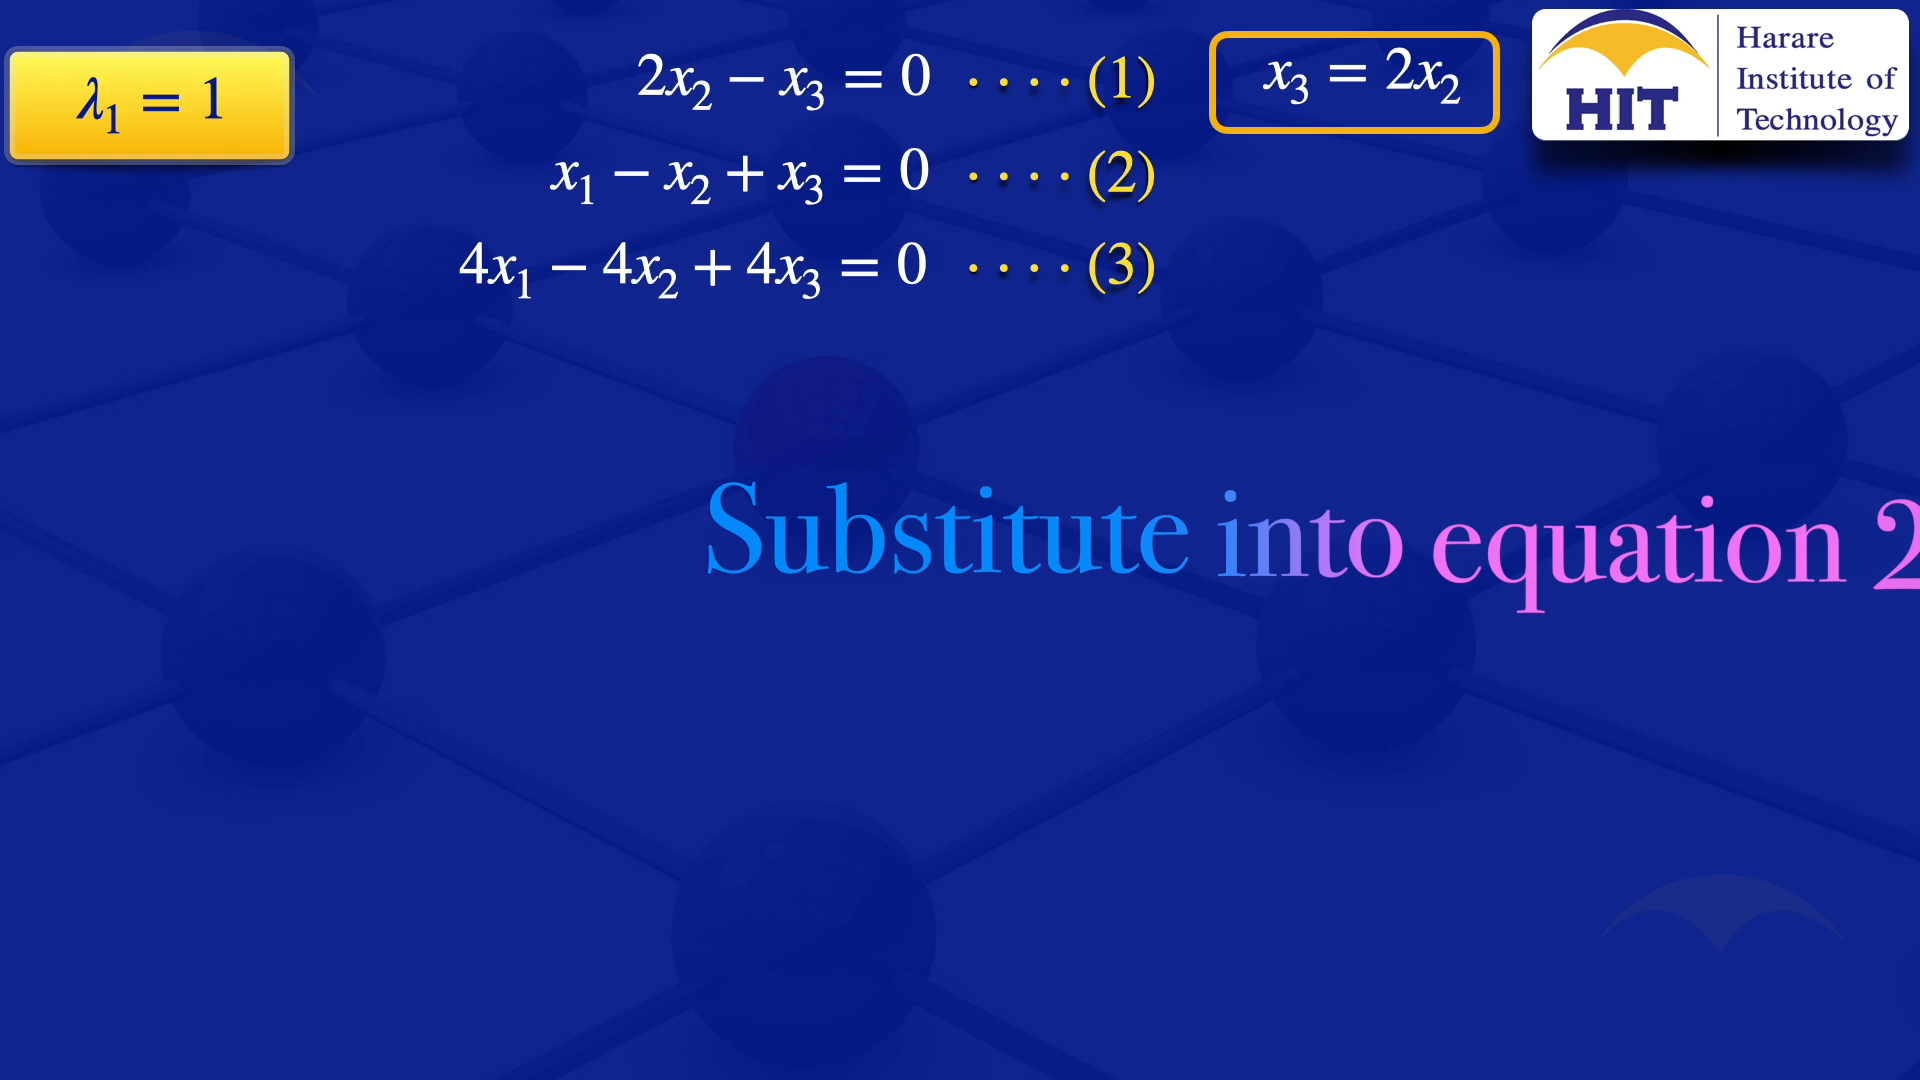 λ₁ = 1
2x₂ − x₃ = 0 · · · · (1)
x₃ = 2x₂
x₁ − x₂ + x₃ = 0 · · · · (2)
4x₁ − 4x₂ + 4x₃ = 0 · · · · (3)
HIT
Harare
Institute of
Technology
Substitute into equation 2